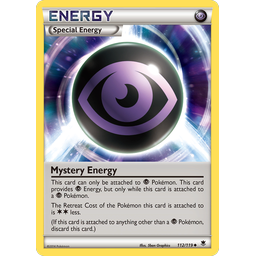 ENERGY
Special Energy
Mystery Energy
This card can only be attached to Pokémon. This card
provides Energy, but only while this card is attached to
a Pokémon.
The Retreat Cost of the Pokémon this card is attached to
is less.
(If this card is attached to anything other than a Pokémon,
discard this card.)
Illus.
112/119